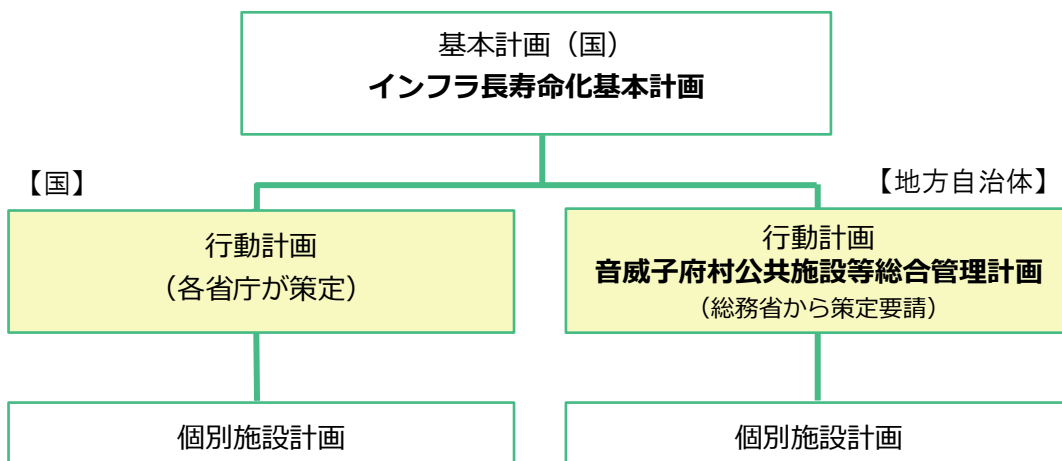 基本計画（国）
インフラ長寿命化基本計画
【国】
【地方自治体】
行動計画
（各省庁が策定）
行動計画
音威子府村公共施設等総合管理計画
（総務省から策定要請）
個別施設計画
個別施設計画